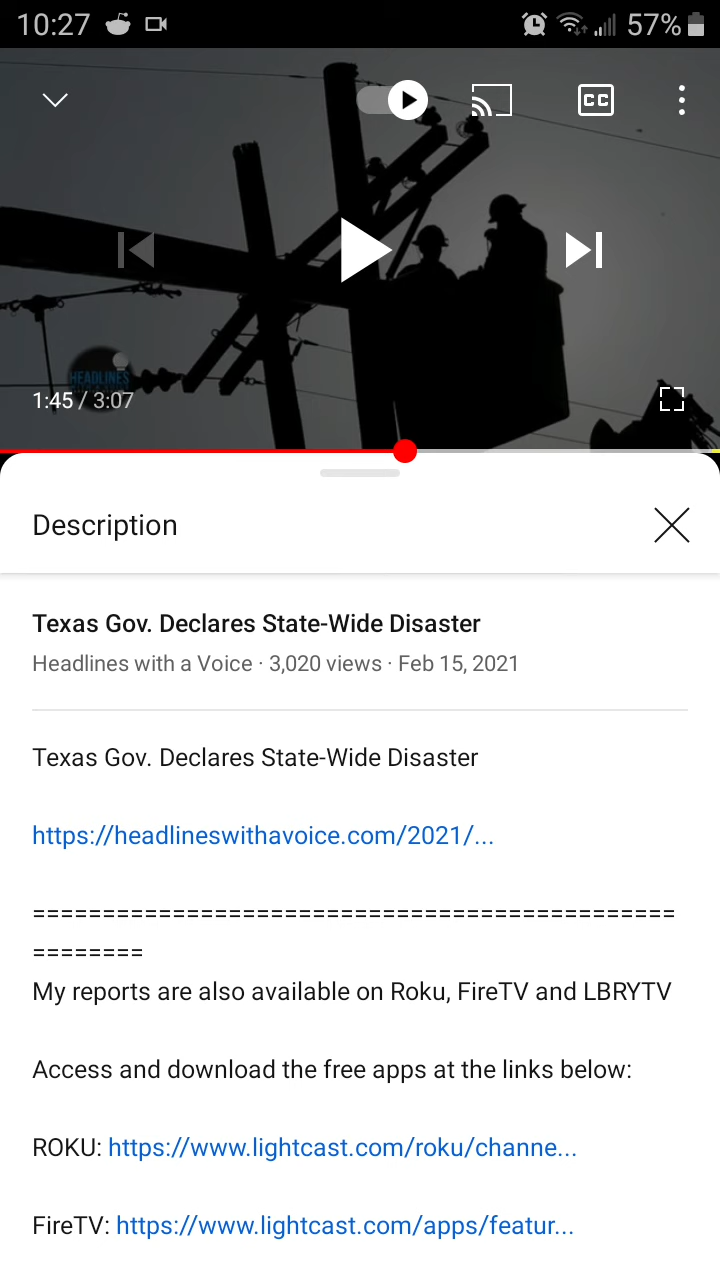 10:27 57%
CC
HEADLINES
1:45 / 3:07
Description
Texas Gov. Declares State-Wide Disaster
Headlines with a Voice · 3,020 views · Feb 15, 2021
Texas Gov. Declares State-Wide Disaster
https://headlineswithavoice.com/2021/...
==============================================
========
My reports are also available on Roku, FireTV and LBRYTV
Access and download the free apps at the links below:
ROKU: https://www.lightcast.com/roku/channe...
FireTV: https://www.lightcast.com/apps/featur...